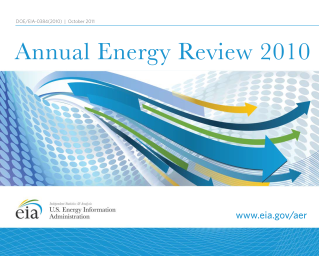 DOE/EIA-0384(2010) | October 2011
Annual Energy Review 2010
eia
Independent Statistics & Analysis
U.S. Energy Information
Administration
www.eia.gov/aer